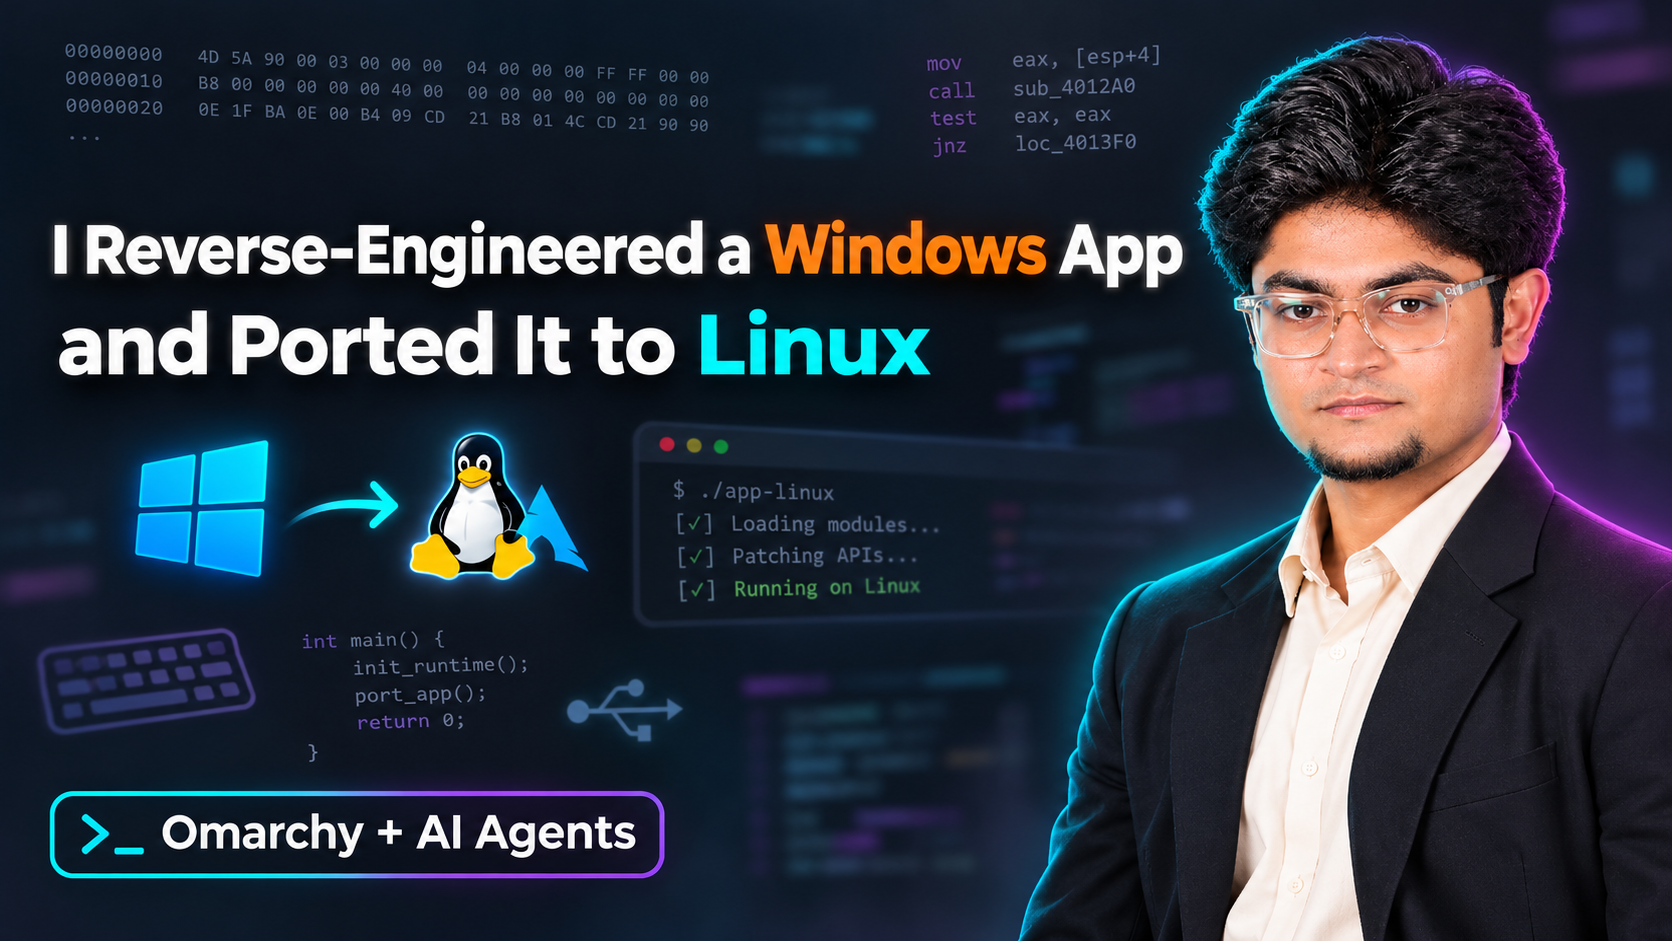 00000000 4D 5A 90 00 03 00 00 00 04 00 00 00 FF FF 00 00
00000010 B8 00 00 00 00 00 40 00 00 00 00 00 00 00 00 00
00000020 0E 1F BA 0E 00 B4 09 CD 21 B8 01 4C CD 21 90 90
...
mov eax, [esp+4]
call sub_4012A0
test eax, eax
jnz loc_4013F0
I Reverse-Engineered a Windows App
and Ported It to Linux
$ ./app-linux
[✓] Loading modules...
[✓] Patching APIs...
[✓] Running on Linux
int main() {
init_runtime();
port_app();
return 0;
}
>_ Omarchy + AI Agents